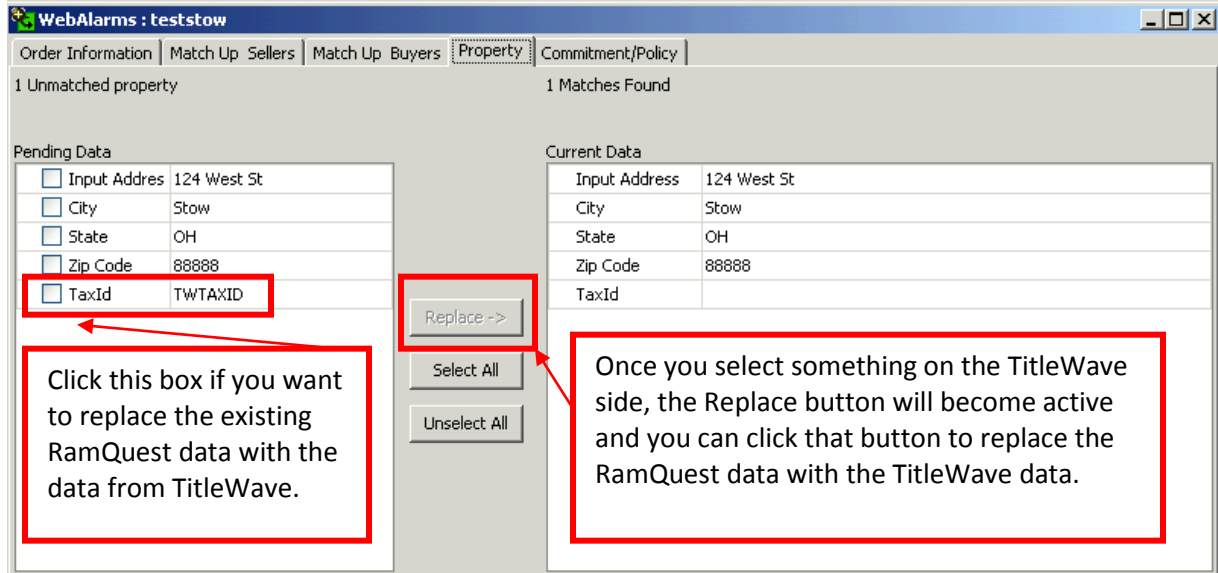 WebAlarms : teststow
Order Information Match Up Sellers Match Up Buyers Property Commitment/Policy
1 Unmatched property 1 Matches Found
Pending Data Current Data
Input Addres 124 West St Input Address 124 West St
City Stow City Stow
State OH State OH
Zip Code 88888 Zip Code 88888
TaxId TWTAXID TaxId
Replace ->
Select All
Unselect All
Click this box if you want
to replace the existing
RamQuest data with the
data from TitleWave.
Once you select something on the TitleWave
side, the Replace button will become active
and you can click that button to replace the
RamQuest data with the TitleWave data.